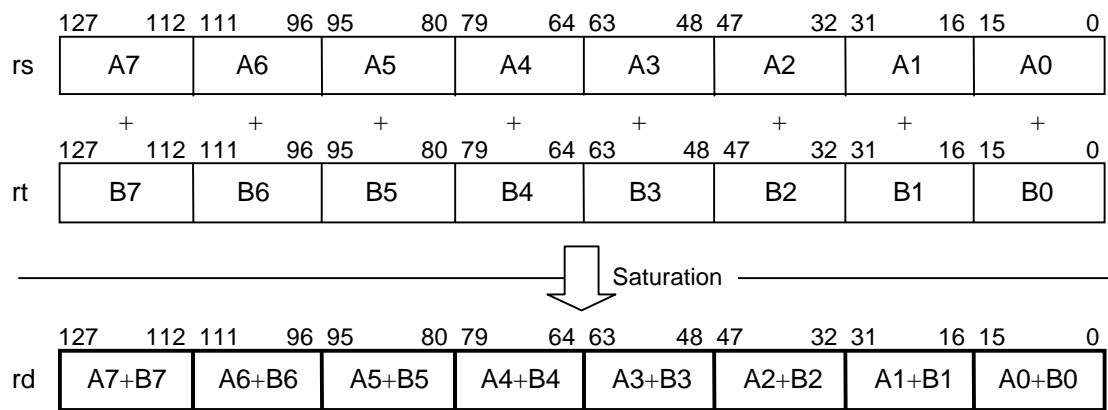 127 112 111 96 95 80 79 64 63 48 47 32 31 16 15 0
rs A7 A6 A5 A4 A3 A2 A1 A0
+ + + + + + + +
127 112 111 96 95 80 79 64 63 48 47 32 31 16 15 0
rt B7 B6 B5 B4 B3 B2 B1 B0
Saturation
127 112 111 96 95 80 79 64 63 48 47 32 31 16 15 0
rd A7+B7 A6+B6 A5+B5 A4+B4 A3+B3 A2+B2 A1+B1 A0+B0